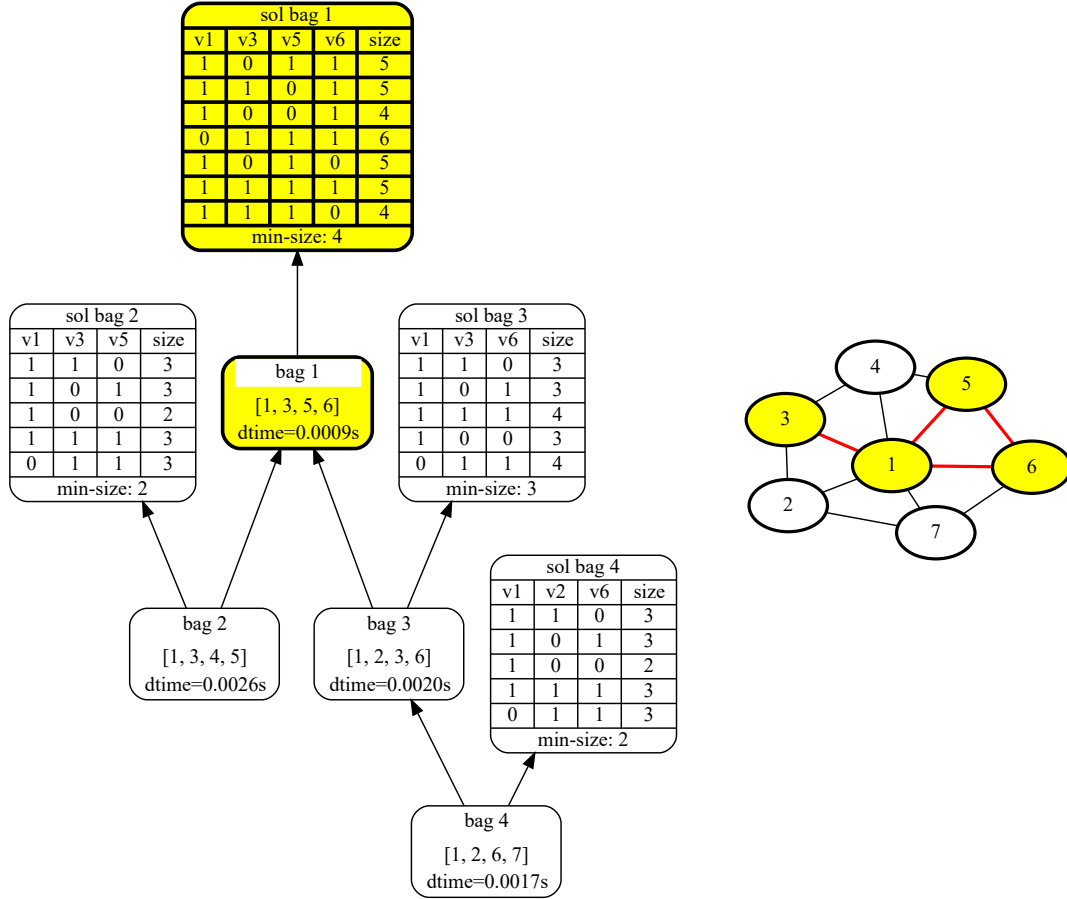 sol bag 1
v1 v3 v5 v6 size
1 0 1 1 5
1 1 0 1 5
1 0 0 1 4
0 1 1 1 6
1 0 1 0 5
1 1 1 1 5
1 1 1 0 4
min-size: 4
sol bag 2
v1 v3 v5 size
1 1 0 3
1 0 1 3
1 0 0 2
1 1 1 3
0 1 1 3
min-size: 2
bag 1
[1, 3, 5, 6]
dtime=0.0009s
sol bag 3
v1 v3 v6 size
1 1 0 3
1 0 1 3
1 1 1 4
1 0 0 3
0 1 1 4
min-size: 3
bag 2
[1, 3, 4, 5]
dtime=0.0026s
bag 3
[1, 2, 3, 6]
dtime=0.0020s
sol bag 4
v1 v2 v6 size
1 1 0 3
1 0 1 3
1 0 0 2
1 1 1 3
0 1 1 3
min-size: 2
bag 4
[1, 2, 6, 7]
dtime=0.0017s
4
5
3
1
6
2
7